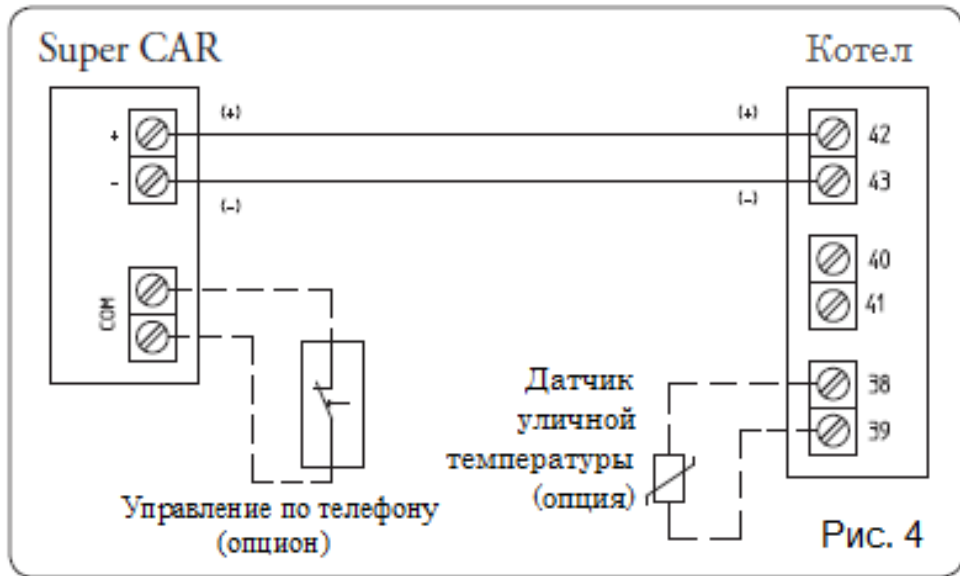 Super CAR
Котел
+ (+) (+) 42
- (-) (-) 43
40
41
COM
38
39
Датчик
уличной
температуры
(опция)
Управление по телефону
(опцион)
Рис. 4